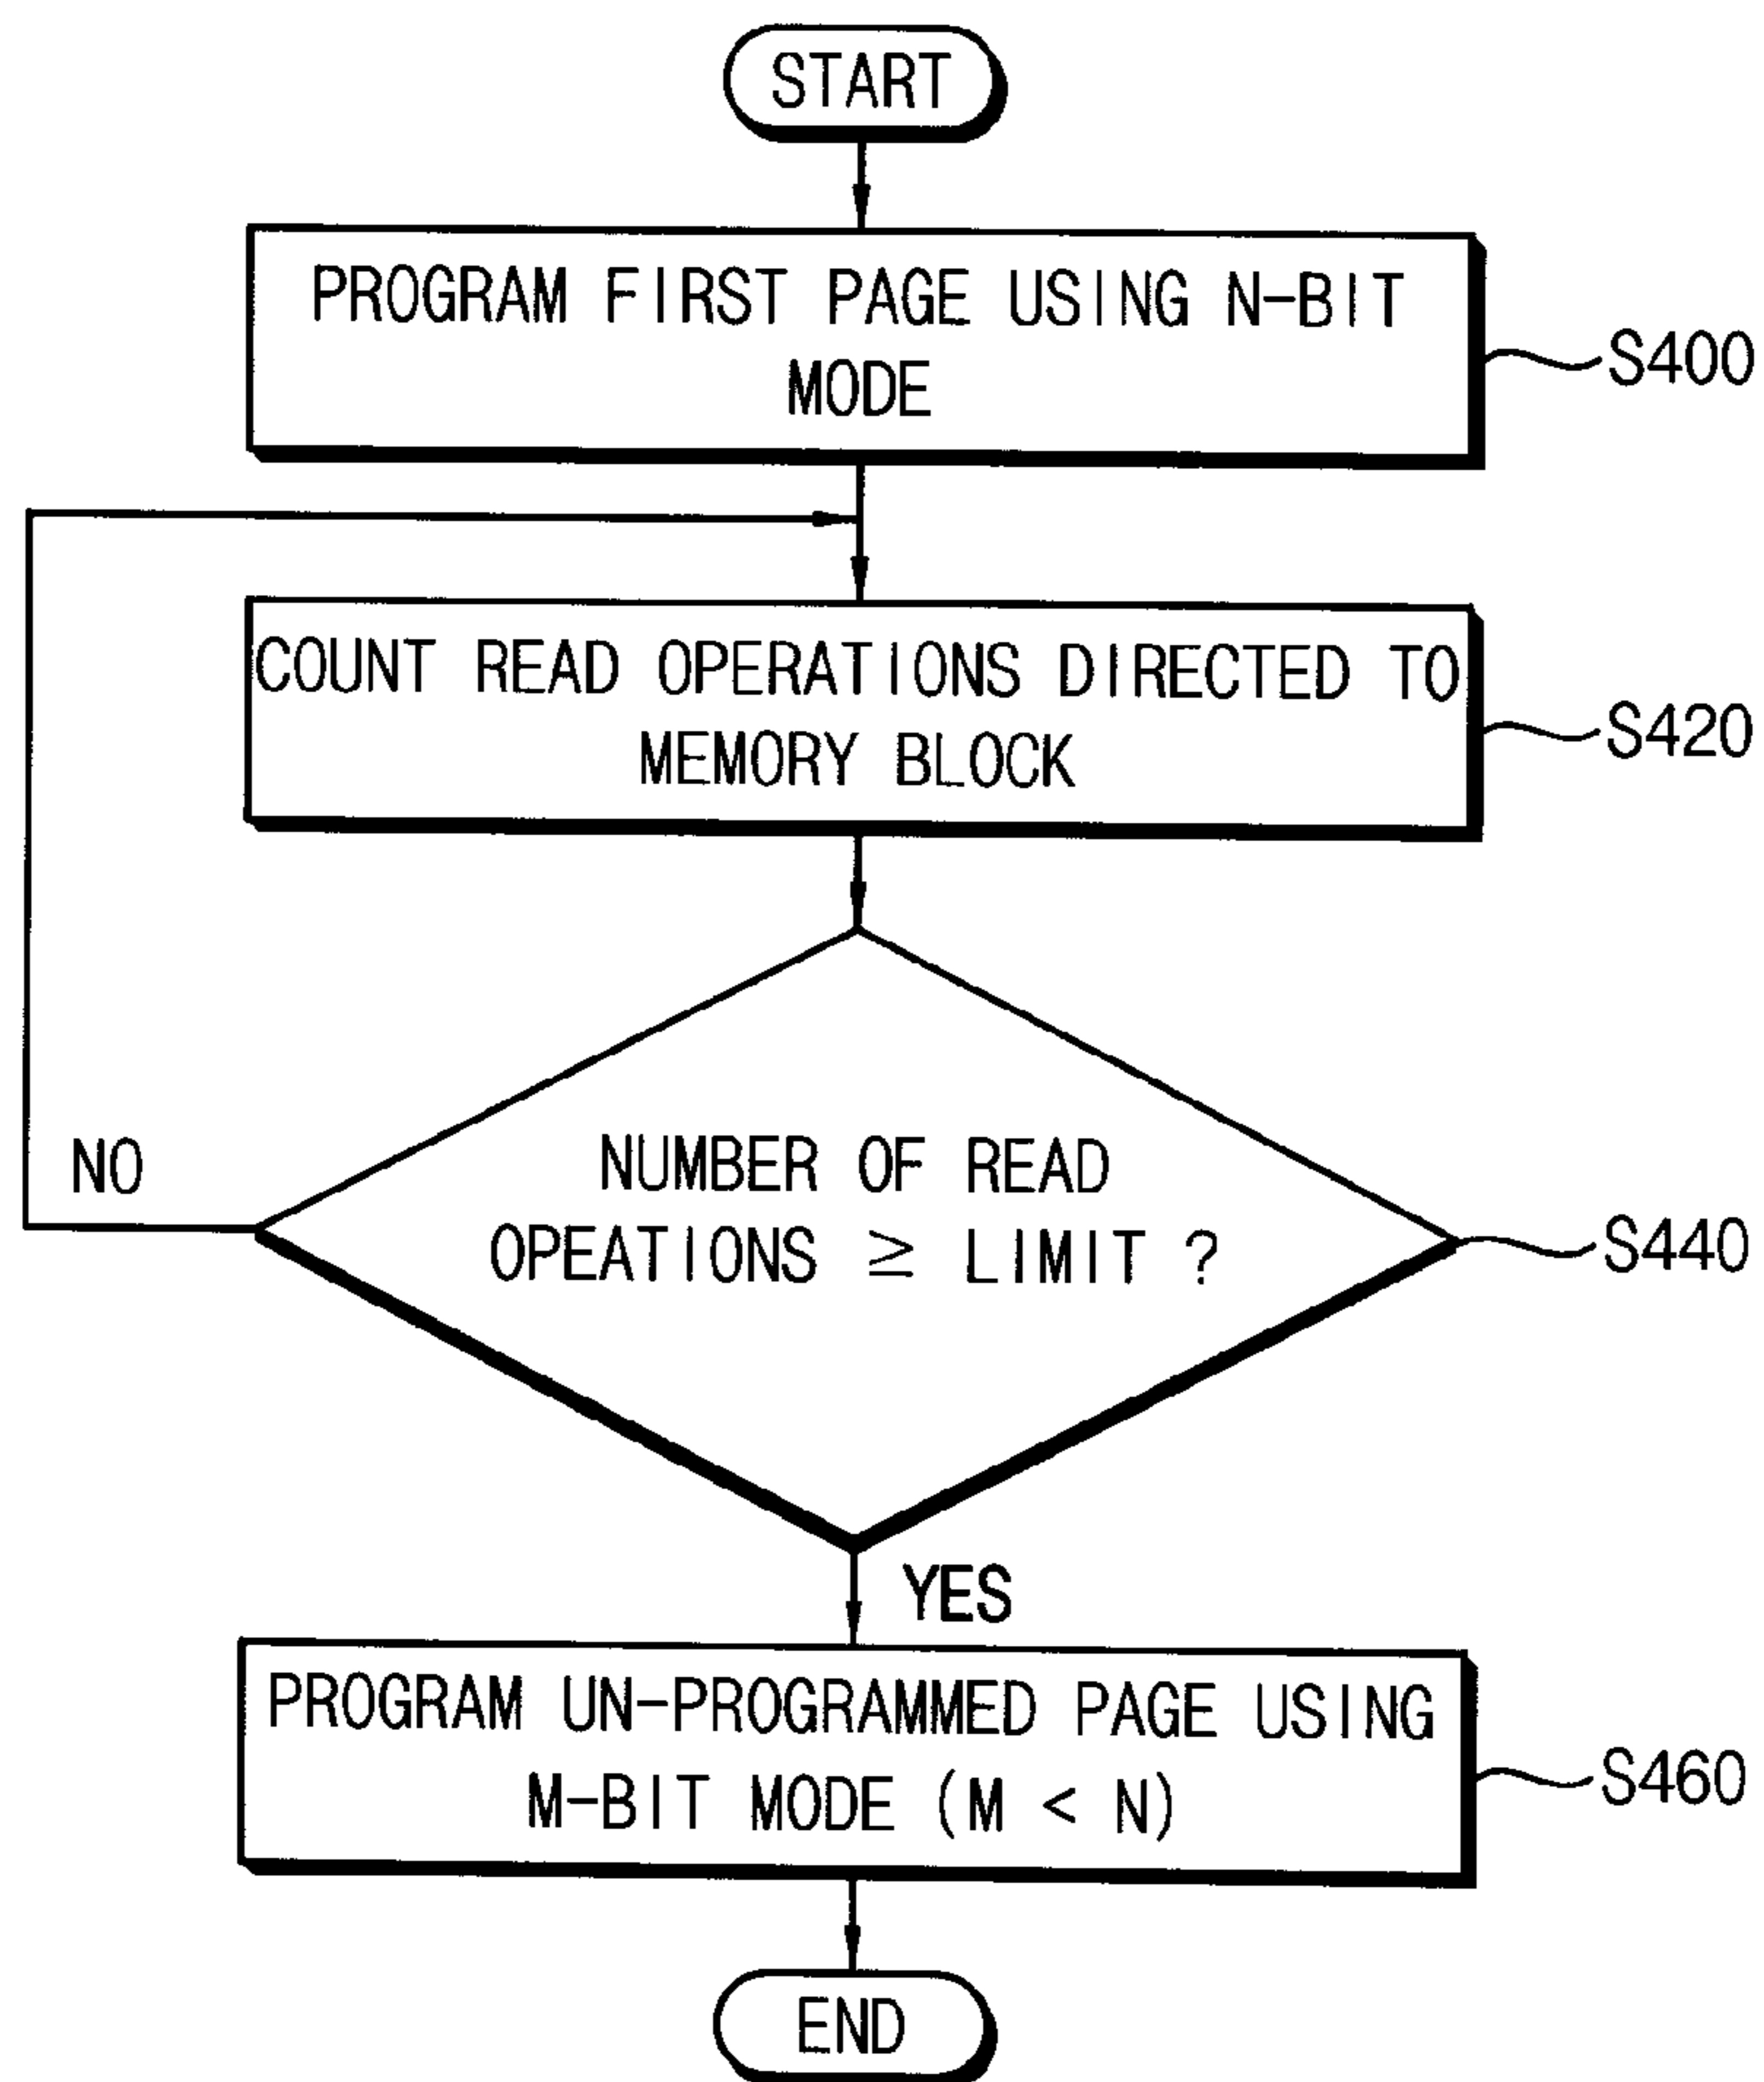 START
PROGRAM FIRST PAGE USING N-BIT
MODE
S400
COUNT READ OPERATIONS DIRECTED TO
MEMORY BLOCK
S420
NUMBER OF READ
OPEATIONS ≥ LIMIT ?
S440
NO
YES
PROGRAM UN-PROGRAMMED PAGE USING
M-BIT MODE (M < N)
S460
END